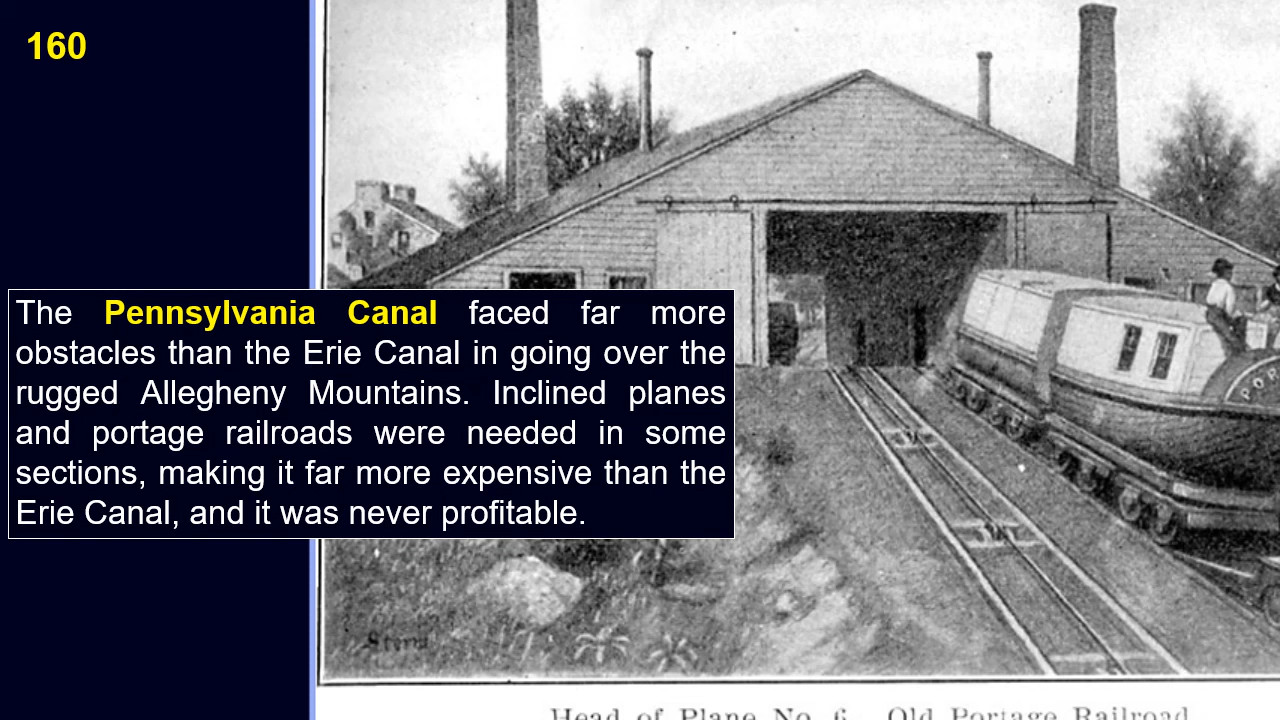 160
The Pennsylvania Canal faced far more
obstacles than the Erie Canal in going over the
rugged Allegheny Mountains. Inclined planes
and portage railroads were needed in some
sections, making it far more expensive than the
Erie Canal, and it was never profitable.
POR
Storm
Head of Plane No. 6. Old Portage Railroad